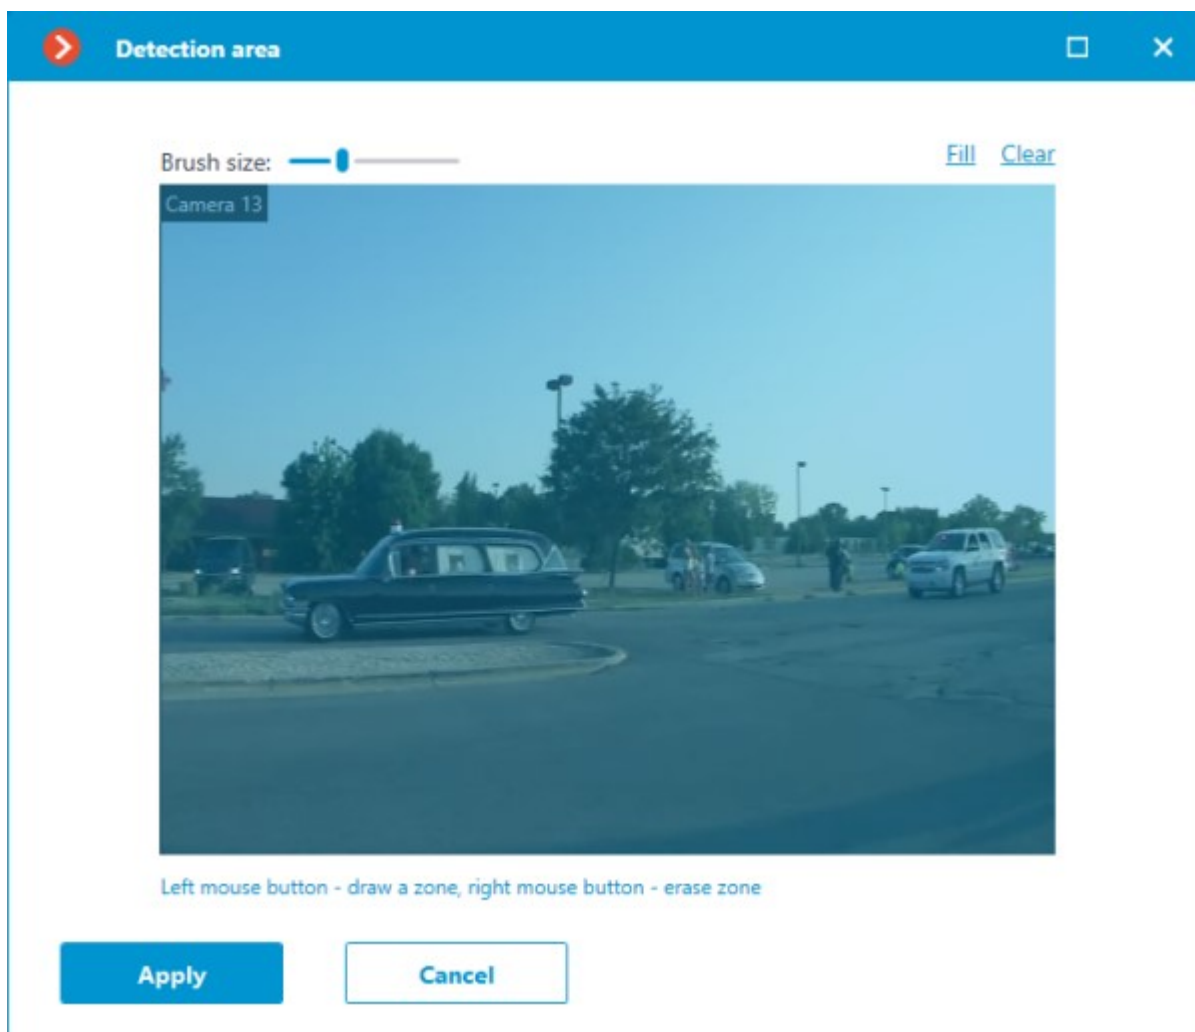 Detection area
Brush size:
Fill Clear
Camera 13
Left mouse button - draw a zone, right mouse button - erase zone
Apply Cancel